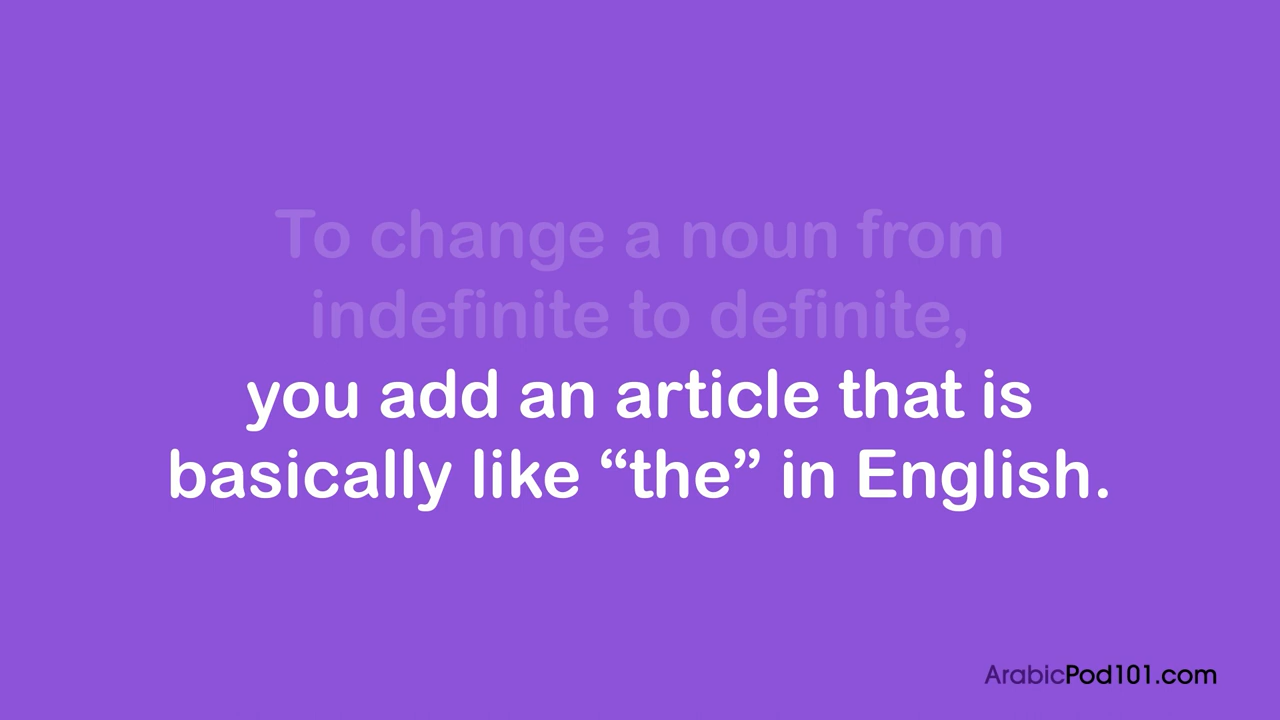 To change a noun from
indefinite to definite,
you add an article that is
basically like “the” in English.
ArabicPod101.com